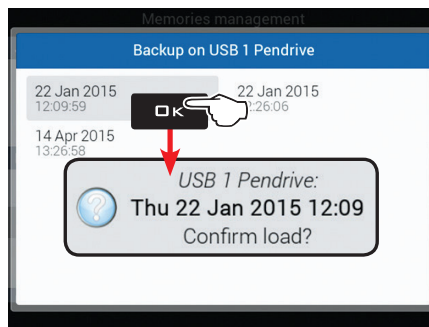 Memories management
Backup on USB 1 Pendrive
22 Jan 2015 22 Jan 2015
12:09:59 2:26:06
OK
14 Apr 2015
13:26:58
USB 1 Pendrive:
Thu 22 Jan 2015 12:09
Confirm load?